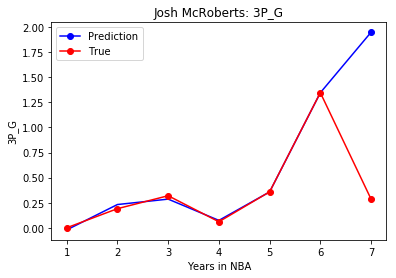 Josh McRoberts: 3P_G
Prediction
True
2.00
1.75
1.50
1.25
1.00
0.75
0.50
0.25
0.00
3P_G
1 2 3 4 5 6 7
Years in NBA